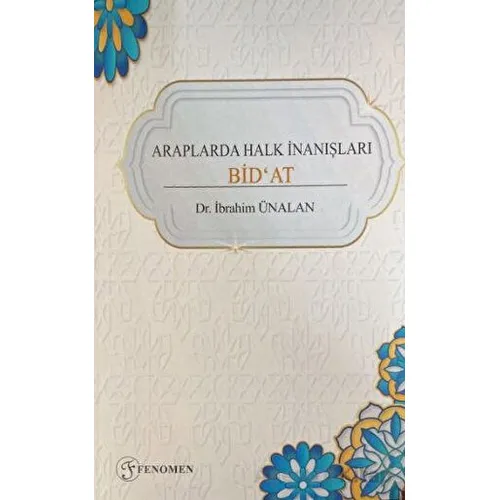 ARAPLARDA HALK İNANIŞLARI
BİD‘AT
Dr. İbrahim ÜNALAN
FENOMEN